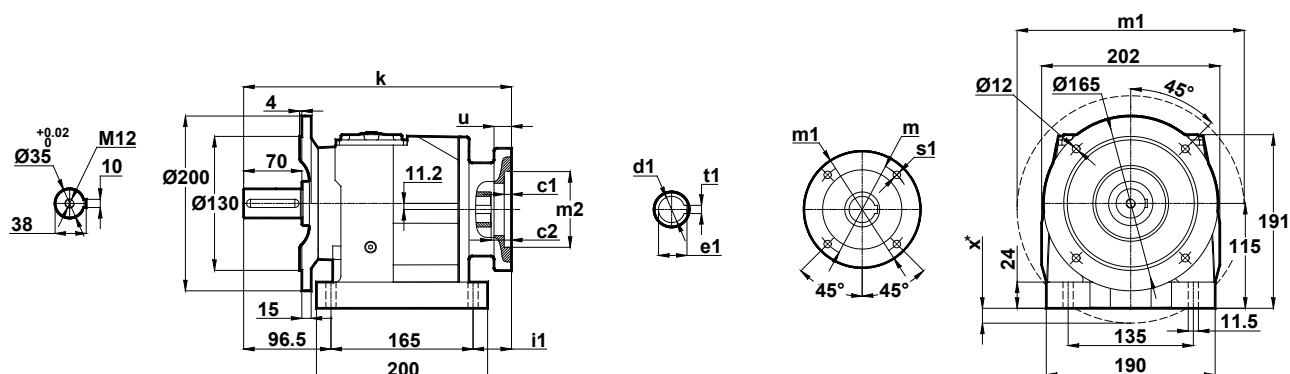 k
4
u
+0.02
0
M12
Ø35
10
70
11.2
c1
Ø200
Ø130
m2
38
c2
15
96.5
165
i1
200
d1
t1
e1
m1
m
s1
45°
45°
m1
202
Ø12
Ø165
45°
x*
24
191
115
11.5
135
190